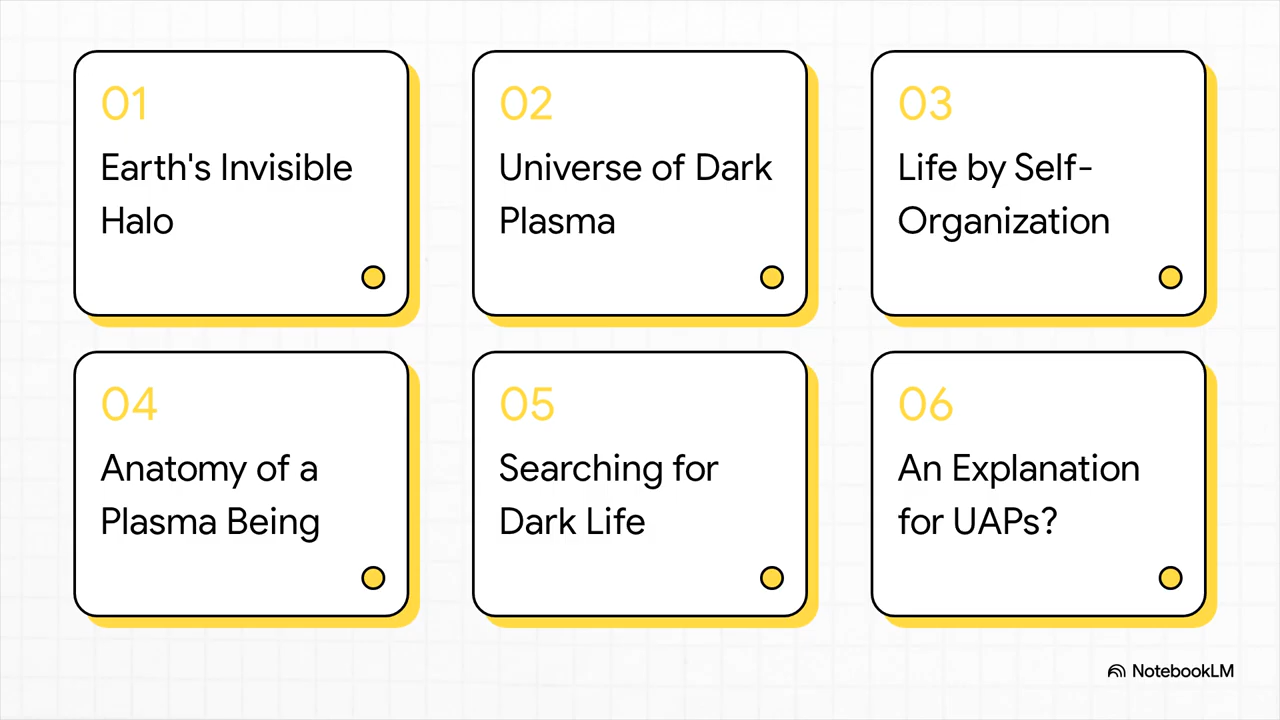 01
Earth's Invisible
Halo
02
Universe of Dark
Plasma
03
Life by Self-
Organization
04
Anatomy of a
Plasma Being
05
Searching for
Dark Life
06
An Explanation
for UAPs?
NotebookLM